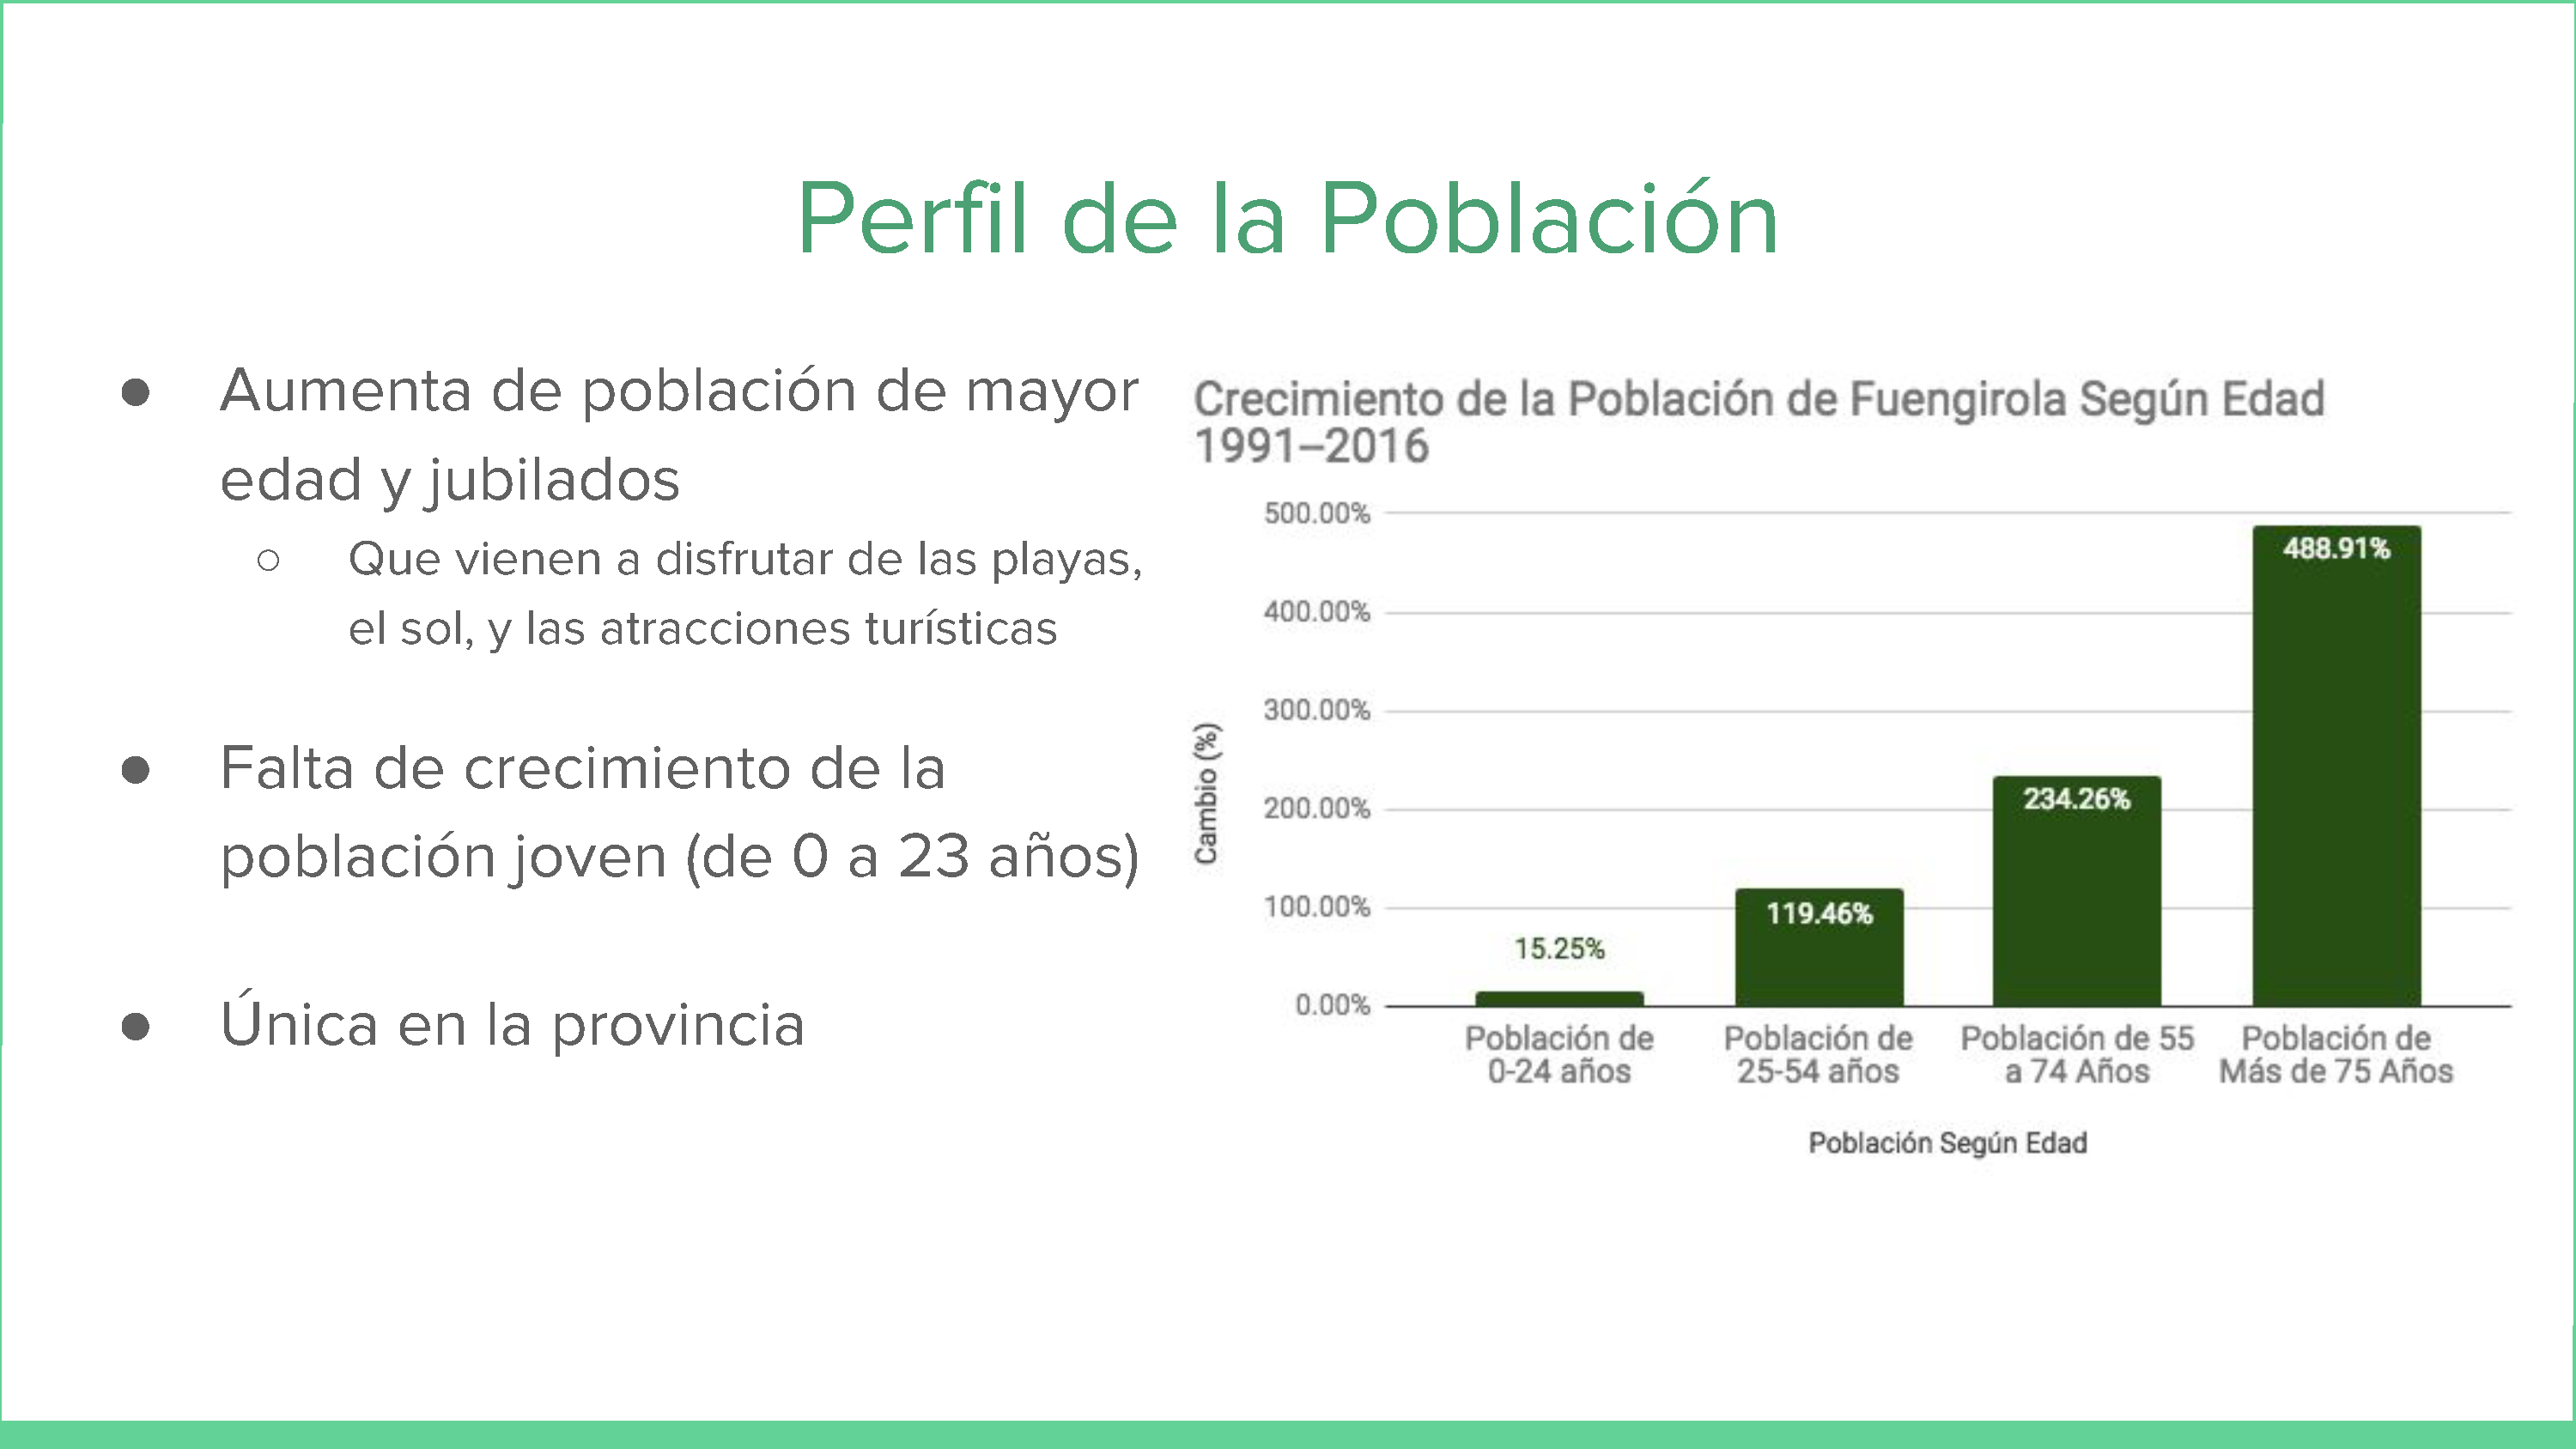 Perfil de la Población
● Aumenta de población de mayor
edad y jubilados
○ Que vienen a disfrutar de las playas,
el sol, y las atracciones turísticas
● Falta de crecimiento de la
población joven (de 0 a 23 años)
● Única en la provincia
Crecimiento de la Población de Fuengirola Según Edad
1991–2016
Cambio (%)
500.00%
400.00%
300.00%
200.00%
100.00%
0.00%
15.25%
119.46%
234.26%
488.91%
Población de
0-24 años
Población de
25-54 años
Población de 55
a 74 Años
Población de
Más de 75 Años
Población Según Edad